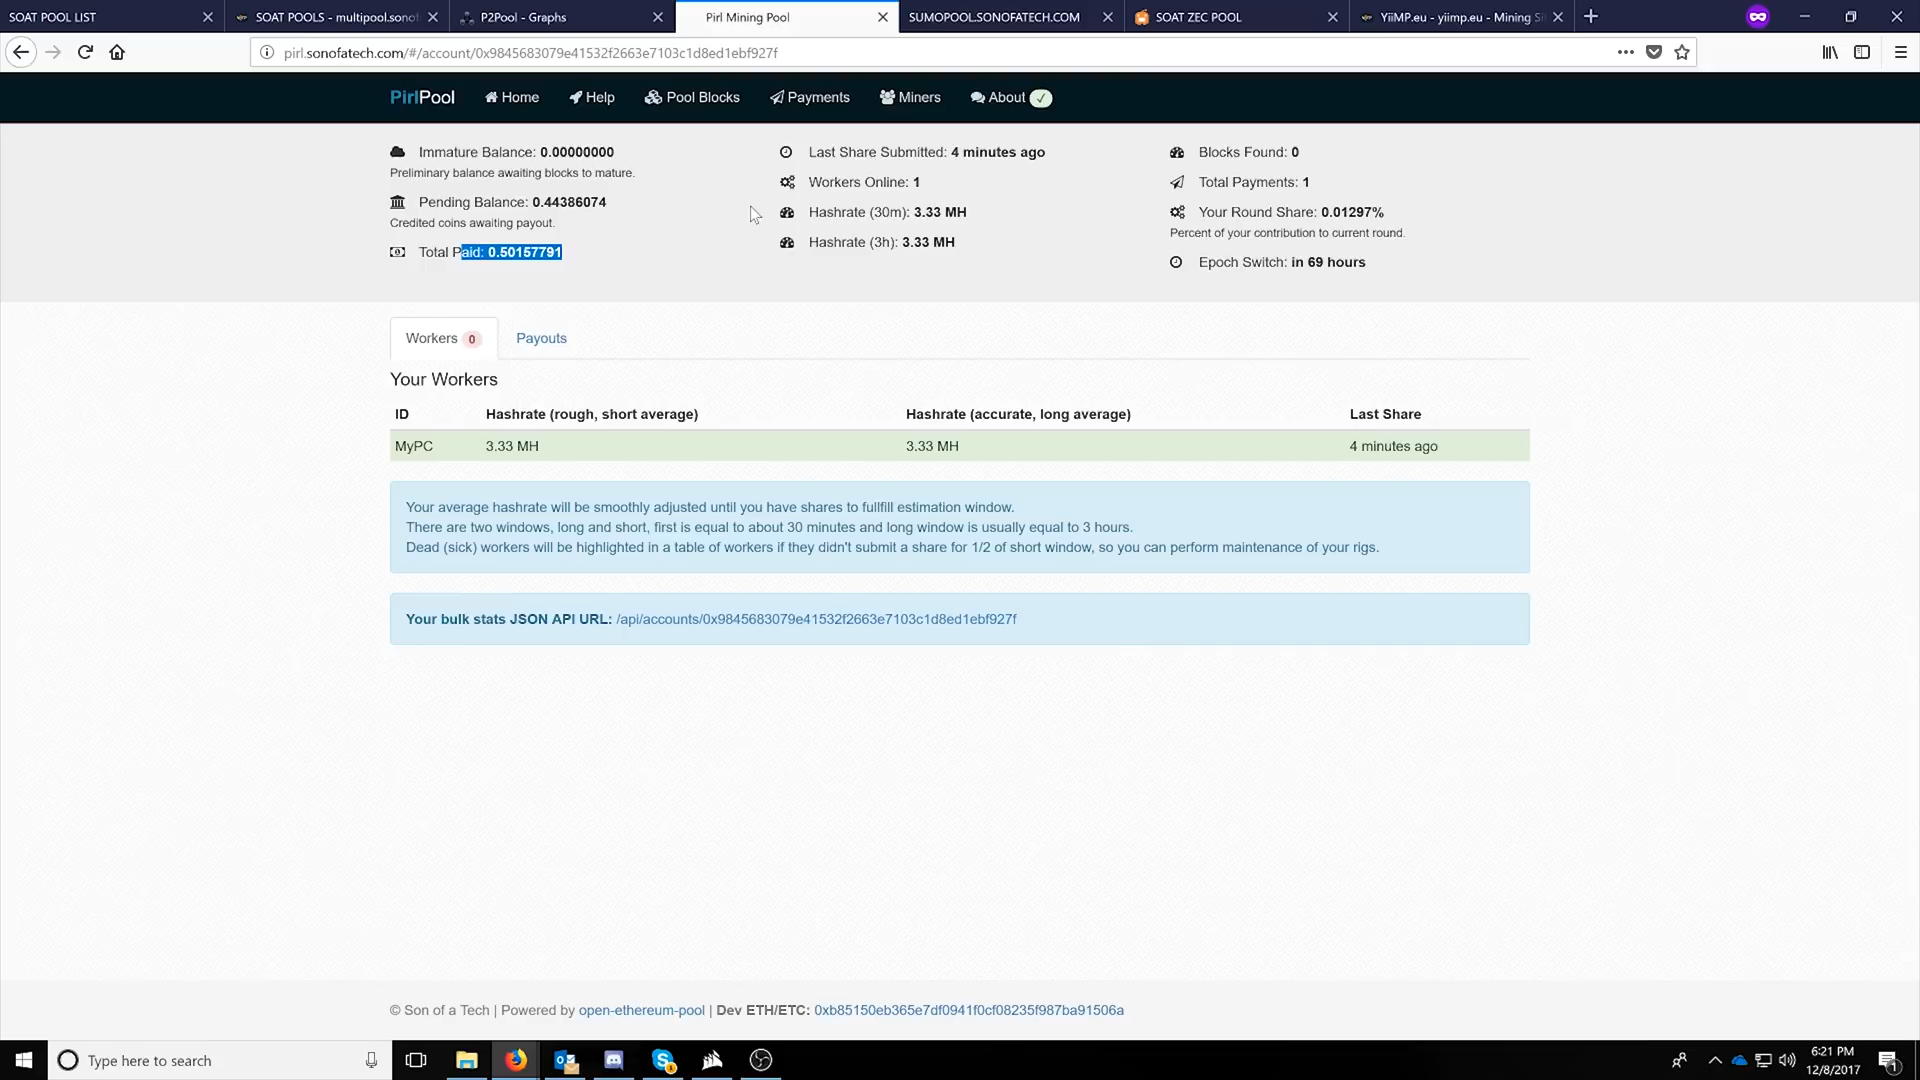 SOAT POOL LIST
SOAT POOLS - multipool.sonof
P2Pool - Graphs
Pirl Mining Pool
SUMOPOOL.SONOFATECH.COM
SOAT ZEC POOL
YiiMP.eu - yiimp.eu - Mining Si
pirl.sonofatech.com/#/account/0x9845683079e41532f2663e7103c1d8ed1ebf927f
PirlPool
Home
Help
Pool Blocks
Payments
Miners
About
Immature Balance: 0.00000000
Preliminary balance awaiting blocks to mature.
Pending Balance: 0.44386074
Credited coins awaiting payout.
Total Paid: 0.50157791
Last Share Submitted: 4 minutes ago
Workers Online: 1
Hashrate (30m): 3.33 MH
Hashrate (3h): 3.33 MH
Blocks Found: 0
Total Payments: 1
Your Round Share: 0.01297%
Percent of your contribution to current round.
Epoch Switch: in 69 hours
Workers 0
Payouts
Your Workers
ID Hashrate (rough, short average) Hashrate (accurate, long average) Last Share
MyPC 3.33 MH 3.33 MH 4 minutes ago
Your average hashrate will be smoothly adjusted until you have shares to fullfill estimation window.
There are two windows, long and short, first is equal to about 30 minutes and long window is usually equal to 3 hours.
Dead (sick) workers will be highlighted in a table of workers if they didn't submit a share for 1/2 of short window, so you can perform maintenance of your rigs.
Your bulk stats JSON API URL: /api/accounts/0x9845683079e41532f2663e7103c1d8ed1ebf927f
© Son of a Tech | Powered by open-ethereum-pool | Dev ETH/ETC: 0xb85150eb365e7df0941f0cf08235f987ba91506a
Type here to search
6:21 PM
12/8/2017
1